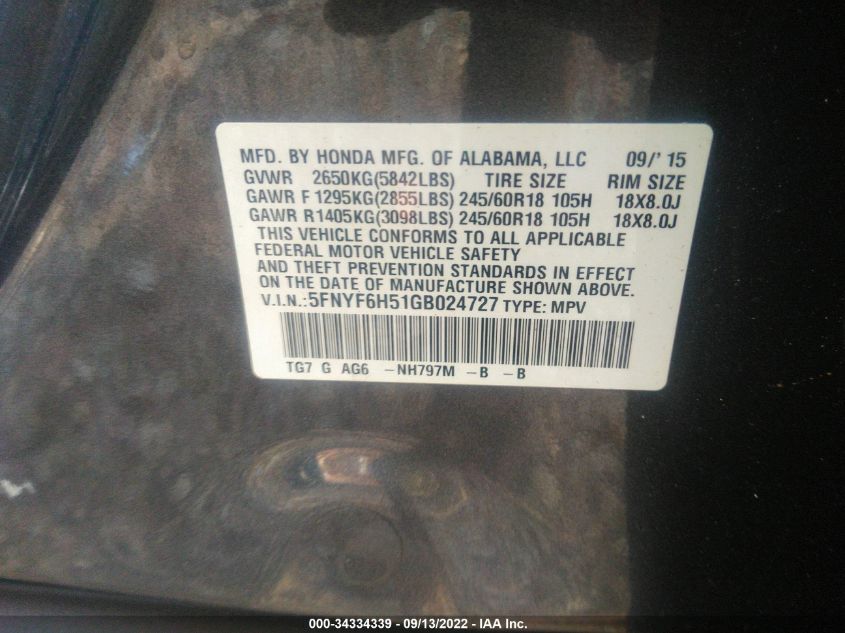 MFD. BY HONDA MFG. OF ALABAMA, LLC 09/' 15
GVWR 2650KG(5842LBS) TIRE SIZE RIM SIZE
GAWR F 1295KG(2855LBS) 245/60R18 105H 18X8.0J
GAWR R1405KG(3098LBS) 245/60R18 105H 18X8.0J
THIS VEHICLE CONFORMS TO ALL APPLICABLE
FEDERAL MOTOR VEHICLE SAFETY
AND THEFT PREVENTION STANDARDS IN EFFECT
ON THE DATE OF MANUFACTURE SHOWN ABOVE.
V.I.N.:5FNYF6H51GB024727 TYPE: MPV
TG7 G AG6 -NH797M -B -B
000-34334339 - 09/13/2022 - IAA Inc.